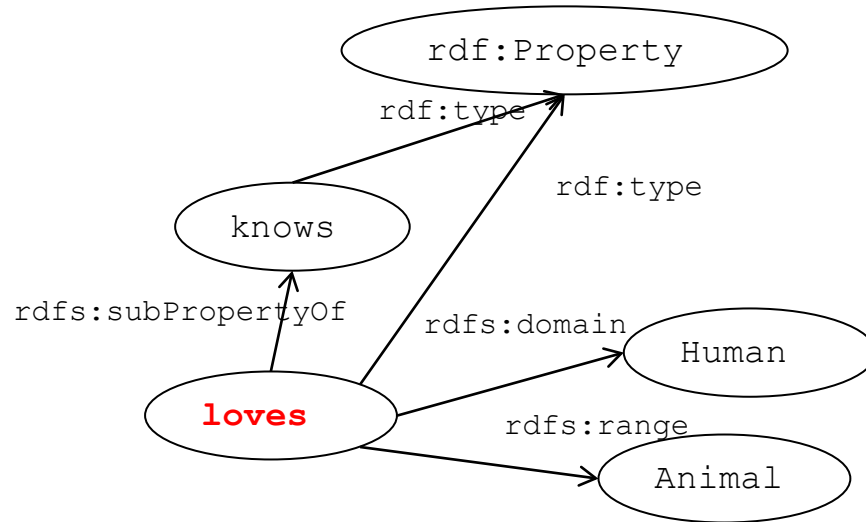 rdf:Property
rdf:type
rdf:type
knows
rdfs:subPropertyOf
rdfs:domain
Human
loves
rdfs:range
Animal